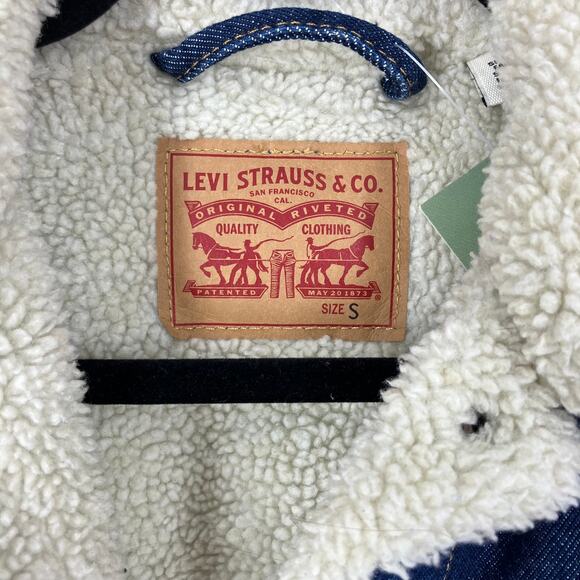 LEVI STRAUSS & CO.
SAN FRANCISCO
CAL.
ORIGINAL RIVETED
QUALITY CLOTHING
PATENTED MAY 20 1873 ®
SIZE S